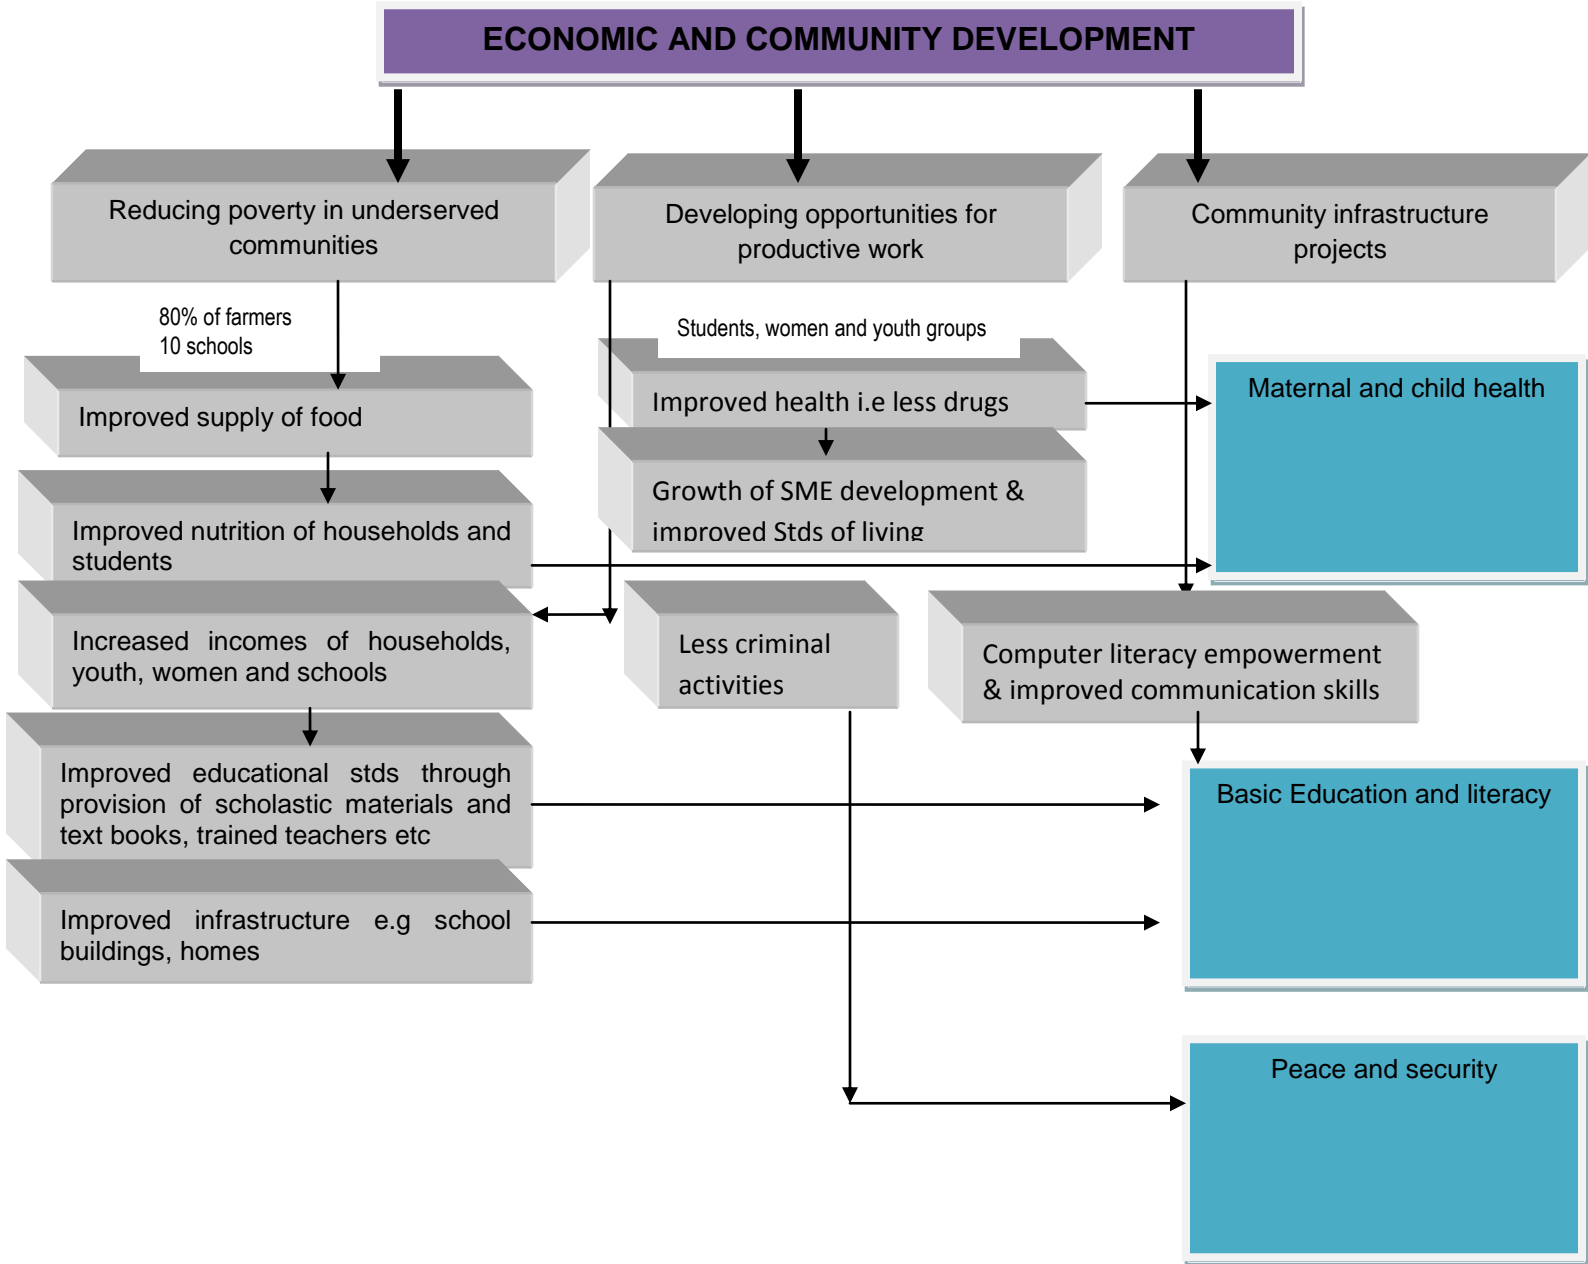 ECONOMIC AND COMMUNITY DEVELOPMENT
Reducing poverty in underserved
communities
Developing opportunities for
productive work
Community infrastructure
projects
80% of farmers
10 schools
Students, women and youth groups
Improved supply of food
Improved health i.e less drugs
Maternal and child health
Improved nutrition of households and
students
Growth of SME development &
improved Stds of living
Increased incomes of households,
youth, women and schools
Less criminal
activities
Computer literacy empowerment
& improved communication skills
Improved educational stds through
provision of scholastic materials and
text books, trained teachers etc
Basic Education and literacy
Improved infrastructure e.g school
buildings, homes
Peace and security